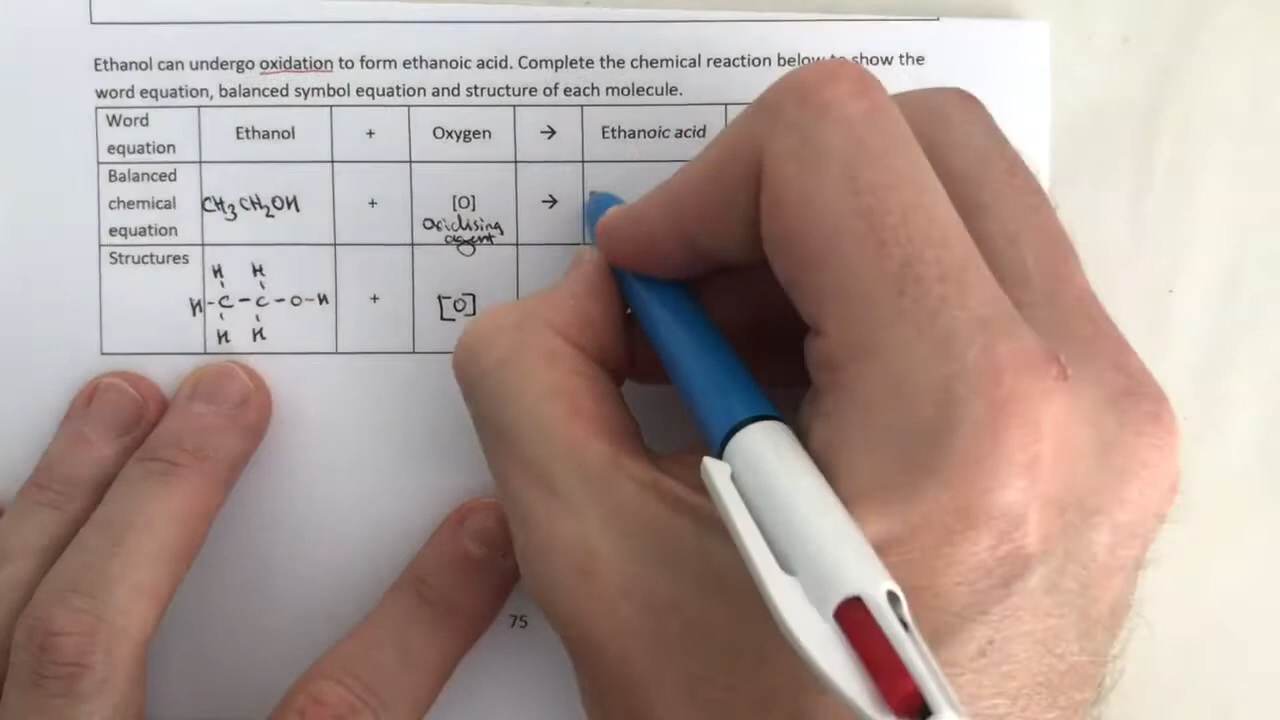 Ethanol can undergo oxidation to form ethanoic acid. Complete the chemical reaction below to show the
word equation, balanced symbol equation and structure of each molecule.
Word equation Ethanol + Oxygen → Ethanoic acid
Balanced chemical equation CH3CH2OH + [O] → 
Oxidising agent
Structures
H H
H-C-C-O-H + [O]
H H
75